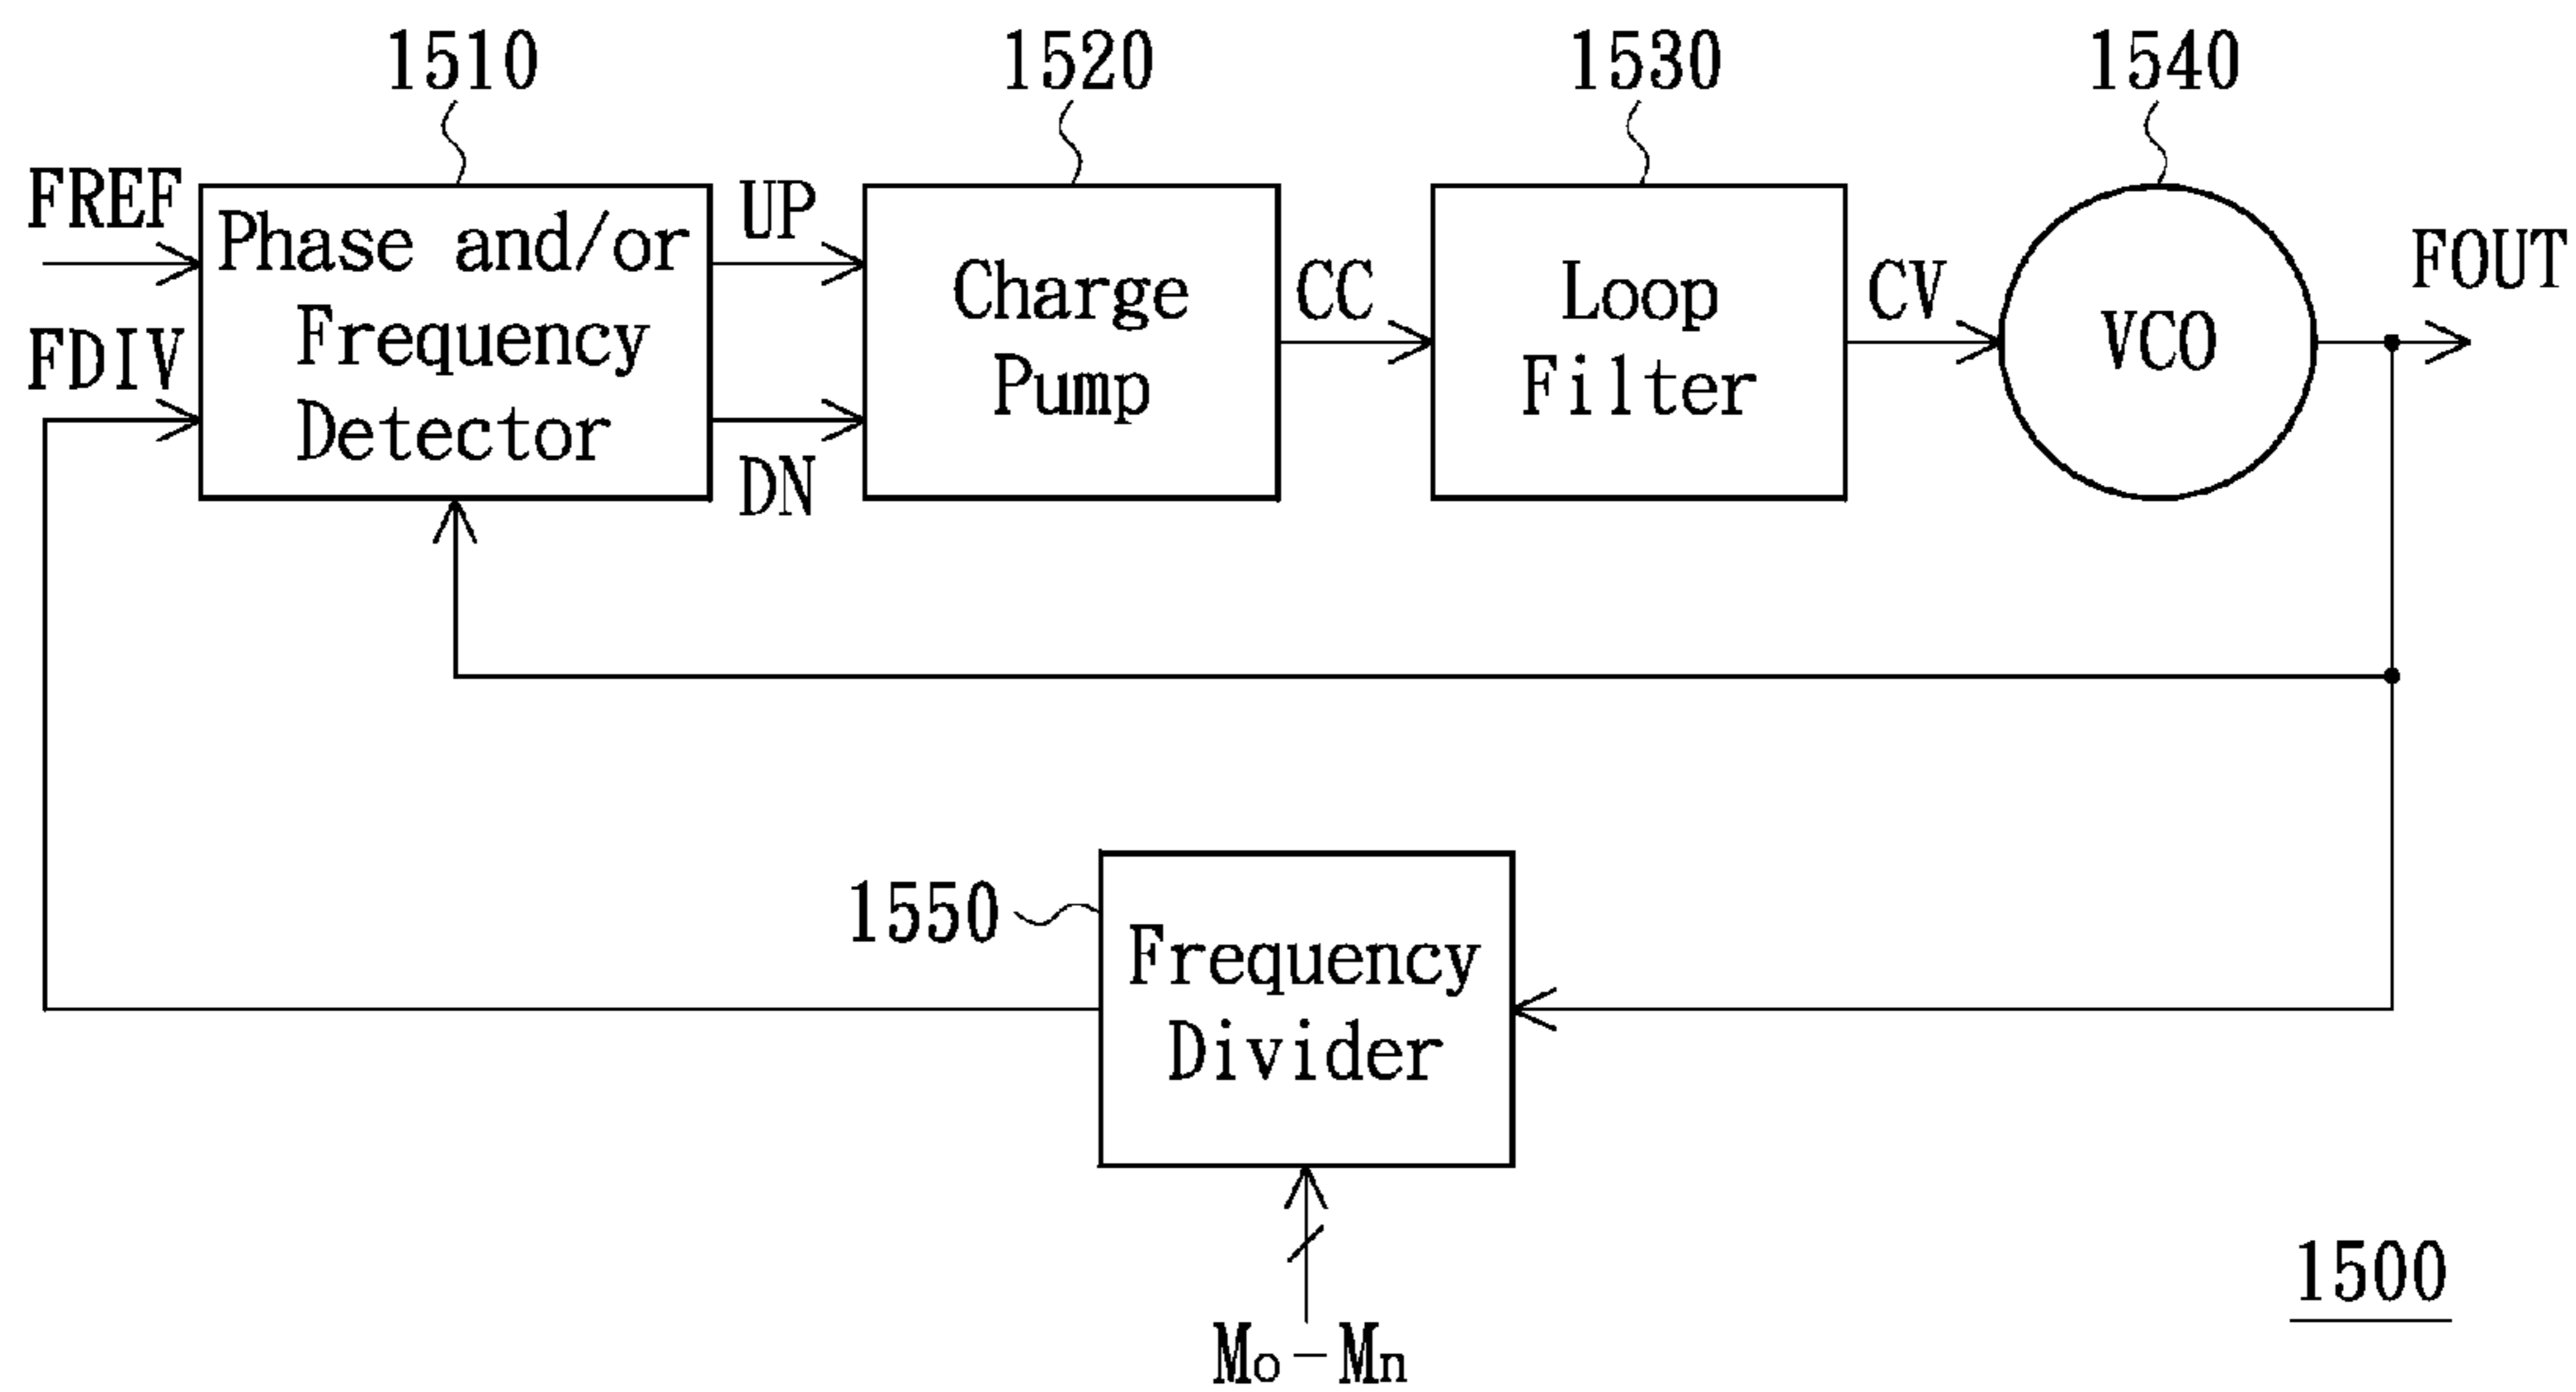 1510
1520
1530
1540
FREF
Phase and/or
Frequency
Detector
FDIV
UP
DN
Charge
Pump
CC
Loop
Filter
CV
VCO
FOUT
1550
Frequency
Divider
Mo-Mn
1500